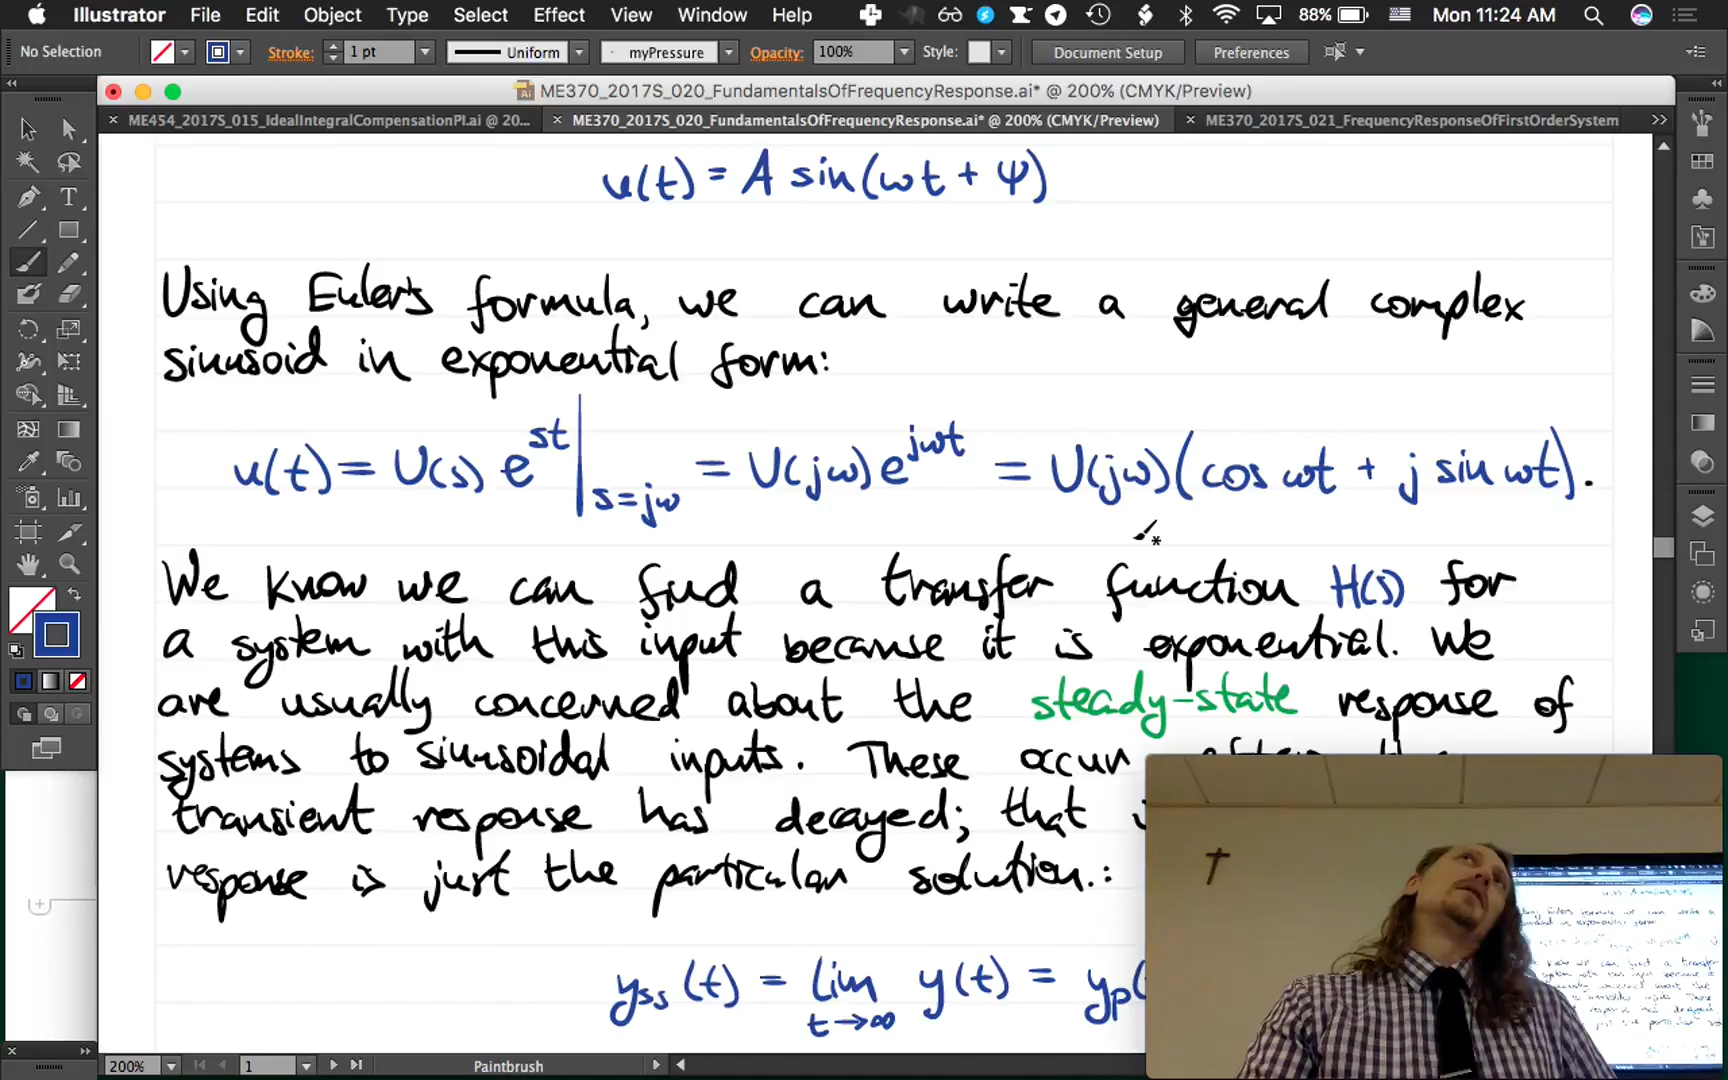 Illustrator File Edit Object Type Select Effect View Window Help 88% Mon 11:24 AM
No Selection Stroke: 1 pt Uniform myPressure Opacity: 100% Style: Document Setup Preferences
ME370_2017S_020_FundamentalsOfFrequencyResponse.ai* @ 200% (CMYK/Preview)
ME454_2017S_015_IdealIntegralCompensationPI.ai @ 20... ME370_2017S_020_FundamentalsOfFrequencyResponse.ai* @ 200% (CMYK/Preview) ME370_2017S_021_FrequencyResponseOfFirstOrderSystem
u(t) = A sin(ωt + ψ)
Using Euler's formula, we can write a general complex
sinusoid in exponential form:
u(t) = U(s) e^{st} |_{s=jω} = U(jω) e^{jωt} = U(jω)(cos ωt + j sin ωt).
We know we can find a transfer function H(s) for
a system with this input because it is exponential. We
are usually concerned about the steady-state response of
systems to sinusoidal inputs. These occur
transient response has decayed; that
response is just the particular solution.:
y_{ss}(t) = lim_{t→∞} y(t) = y_p(
200% 1 Paintbrush